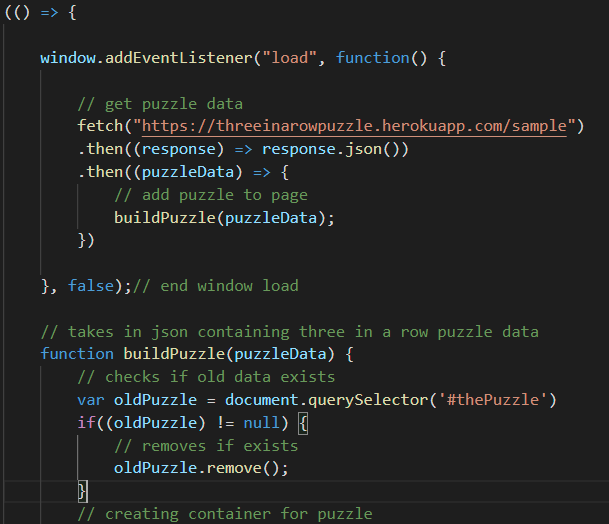 (() => {
window.addEventListener("load", function() {
// get puzzle data
fetch("https://threeinarowpuzzle.herokuapp.com/sample")
.then((response) => response.json())
.then((puzzleData) => {
// add puzzle to page
buildPuzzle(puzzleData);
})
}, false);// end window load
// takes in json containing three in a row puzzle data
function buildPuzzle(puzzleData) {
// checks if old data exists
var oldPuzzle = document.querySelector('#thePuzzle')
if((oldPuzzle) != null) {
// removes if exists
oldPuzzle.remove();
}
// creating container for puzzle